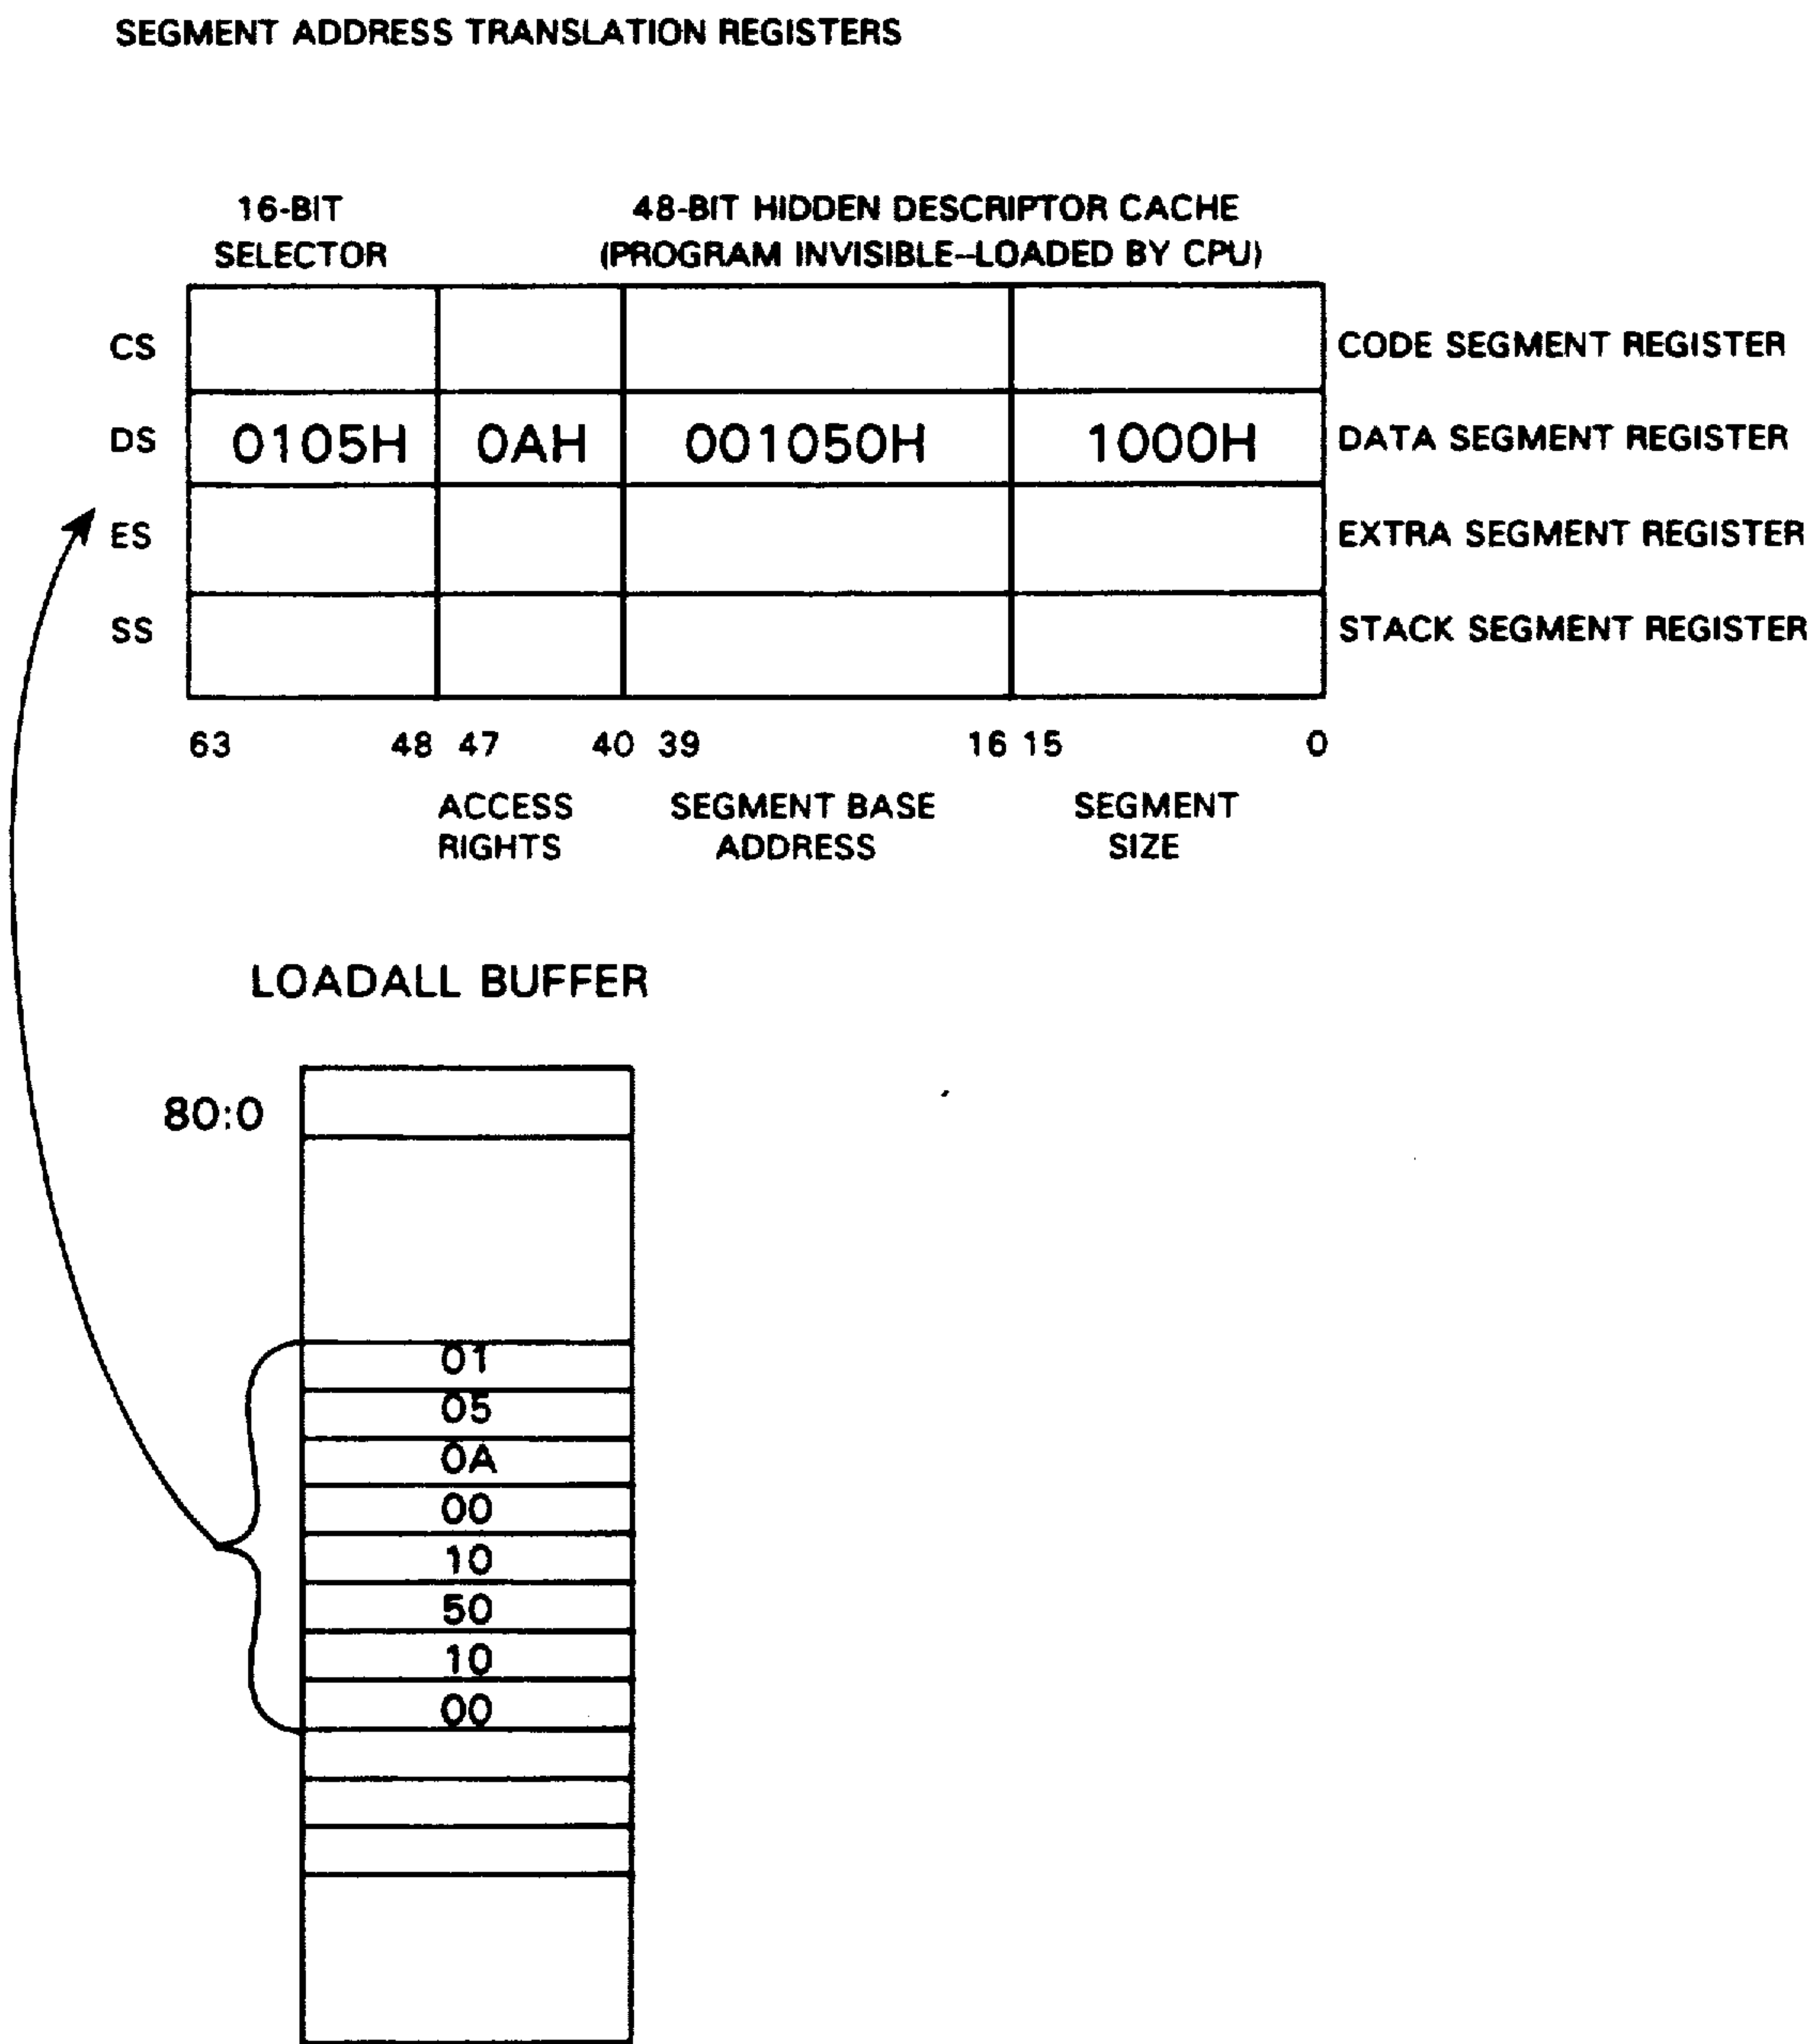 SEGMENT ADDRESS TRANSLATION REGISTERS
16-BIT
SELECTOR
48-BIT HIDDEN DESCRIPTOR CACHE
(PROGRAM INVISIBLE--LOADED BY CPU)
CS CODE SEGMENT REGISTER
DS 0105H 0AH 001050H 1000H DATA SEGMENT REGISTER
ES EXTRA SEGMENT REGISTER
SS STACK SEGMENT REGISTER
63 48 47 40 39 16 15 0
ACCESS
RIGHTS
SEGMENT BASE
ADDRESS
SEGMENT
SIZE
LOADALL BUFFER
80:0
01
05
0A
00
10
50
10
00